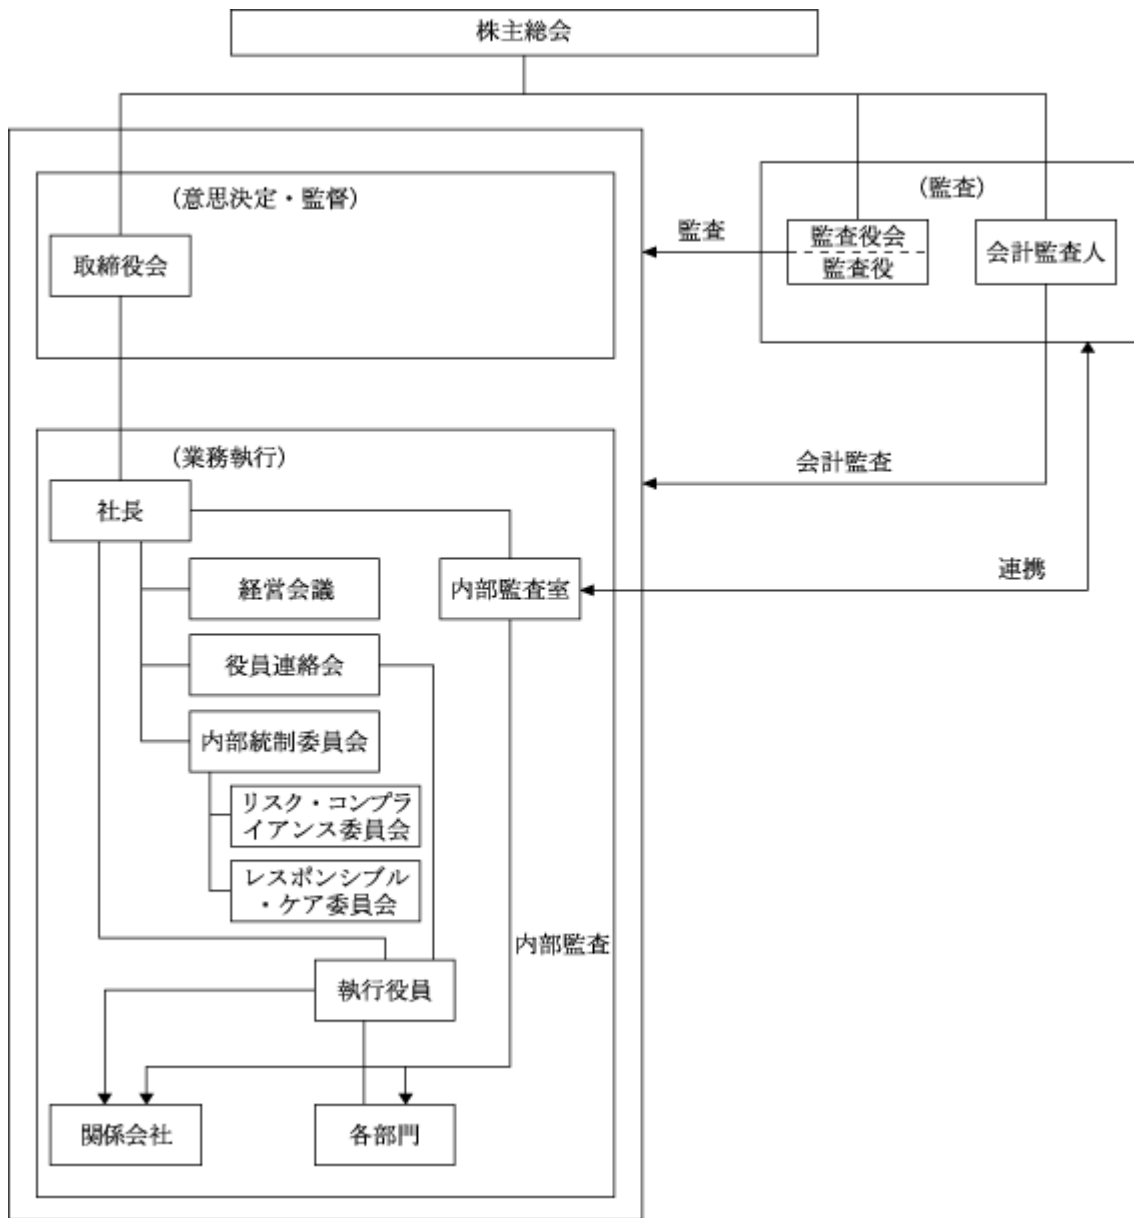 株主総会
(意思決定・監督)
取締役会
(監査)
監査役会
監査役
会計監査人
監査
会計監査
連携
(業務執行)
社長
経営会議
内部監査室
役員連絡会
内部統制委員会
リスク・コンプラ
イアンス委員会
レスポンシブル
・ケア委員会
内部監査
執行役員
関係会社
各部門